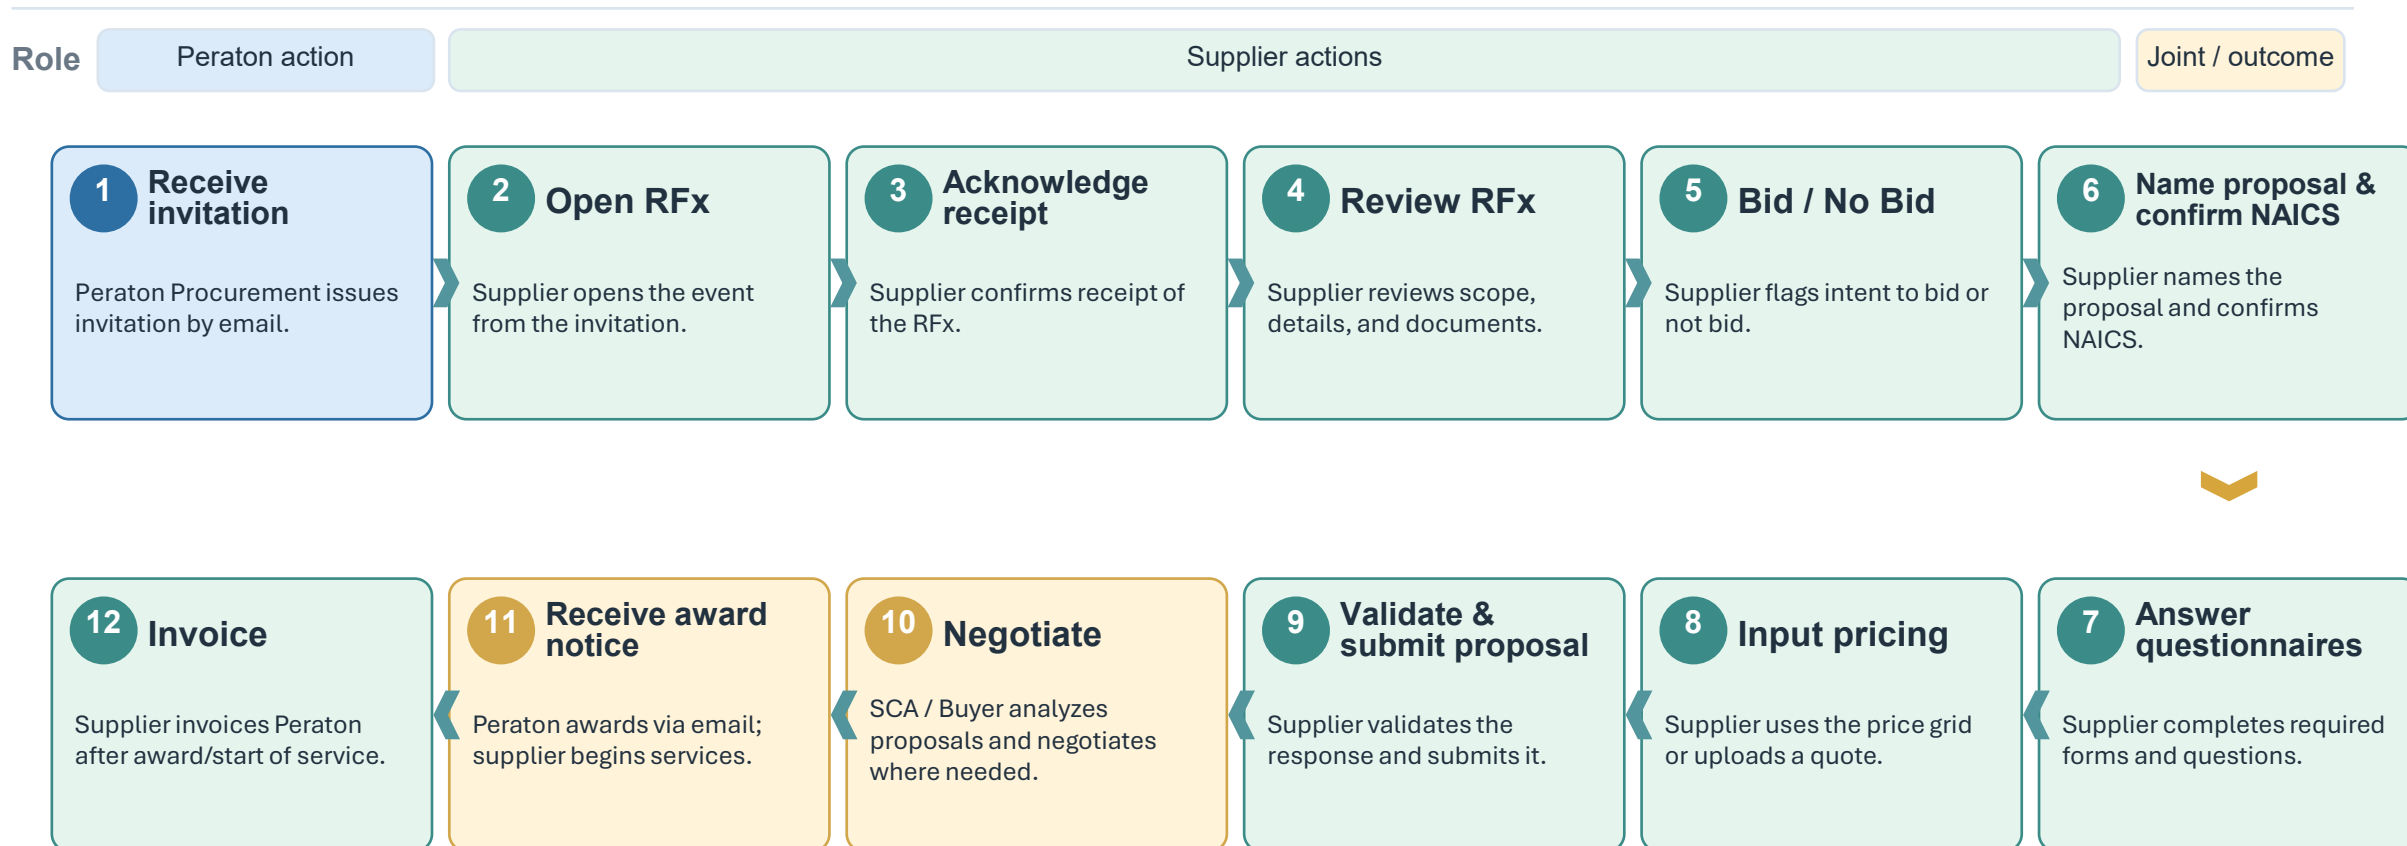 Role
Peraton action
Supplier actions
Joint / outcome
1
Receive
invitation
Peraton Procurement issues
invitation by email.
2
Open RFx
Supplier opens the event
from the invitation.
3
Acknowledge
receipt
Supplier confirms receipt of
the RFx.
4
Review RFx
Supplier reviews scope,
details, and documents.
5
Bid / No Bid
Supplier flags intent to bid or
not bid.
6
Name proposal &
confirm NAICS
Supplier names the
proposal and confirms
NAICS.
12
Invoice
Supplier invoices Peraton
after award/start of service.
11
Receive award
notice
Peraton awards via email;
supplier begins services.
10
Negotiate
SCA / Buyer analyzes
proposals and negotiates
where needed.
9
Validate &
submit proposal
Supplier validates the
response and submits it.
8
Input pricing
Supplier uses the price grid
or uploads a quote.
7
Answer
questionnaires
Supplier completes required
forms and questions.